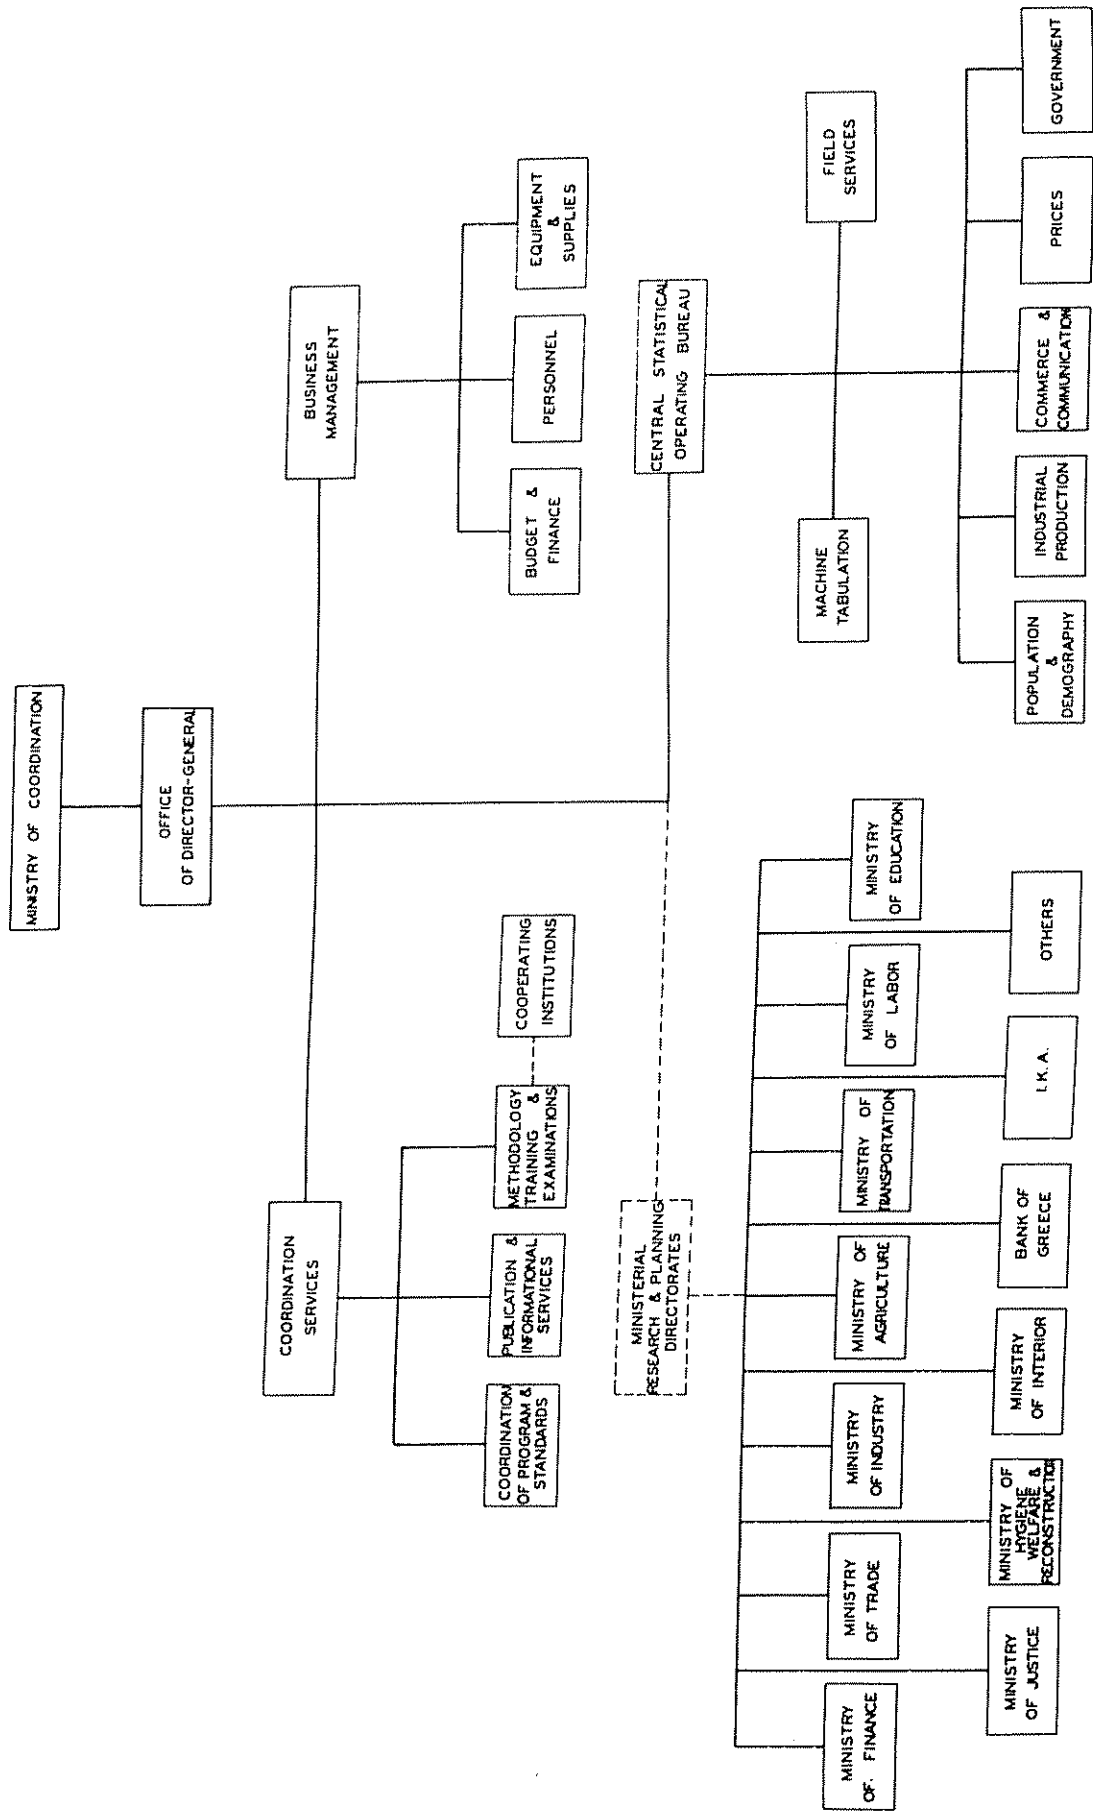 MINISTRY OF COORDINATION
OFFICE
OF DIRECTOR-GENERAL
COORDINATION
SERVICES
BUSINESS
MANAGEMENT
COORDINATION
OF PROGRAM &
STANDARDS
PUBLICATION &
INFORMATIONAL
SERVICES
METHODOLOGY
TRAINING &
EXAMINATIONS
COOPERATING
INSTITUTIONS
BUDGET &
FINANCE
PERSONNEL
EQUIPMENT
&
SUPPLIES
MINISTERIAL
RESEARCH & PLANNING
DIRECTORATES
CENTRAL STATISTICAL
OPERATING BUREAU
MINISTRY
OF. FINANCE
MINISTRY
OF TRADE
MINISTRY
OF INDUSTRY
MINISTRY OF
AGRICULTURE
MINISTRY OF
TRANSPORTATION
MINISTRY
OF LABOR
MINISTRY
OF EDUCATION
MACHINE
TABULATION
FIELD
SERVICES
MINISTRY
OF JUSTICE
MINISTRY OF
HYGIENE
WELFARE &
RECONSTRUCTION
MINISTRY
OF INTERIOR
BANK OF
GREECE
I.K.A.
OTHERS
POPULATION
&
DEMOGRAPHY
INDUSTRIAL
PRODUCTION
COMMERCE &
COMMUNICATION
PRICES
GOVERNMENT